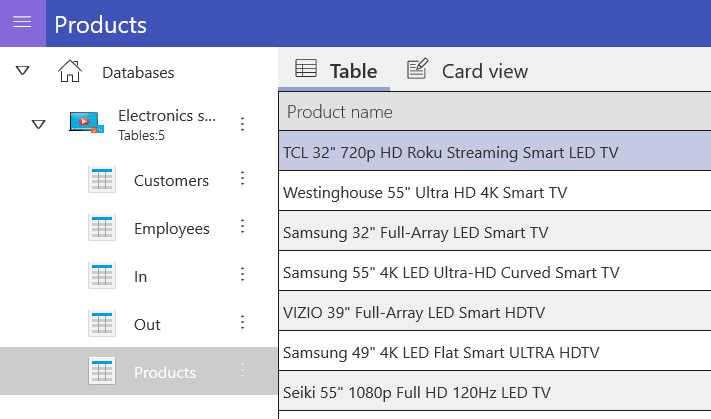 Products
Databases
Electronics s...
Tables:5
Customers
Employees
In
Out
Products
Table
Card view
Product name
TCL 32" 720p HD Roku Streaming Smart LED TV
Westinghouse 55" Ultra HD 4K Smart TV
Samsung 32" Full-Array LED Smart TV
Samsung 55" 4K LED Ultra-HD Curved Smart TV
VIZIO 39" Full-Array LED Smart HDTV
Samsung 49" 4K LED Flat Smart ULTRA HDTV
Seiki 55" 1080p Full HD 120Hz LED TV